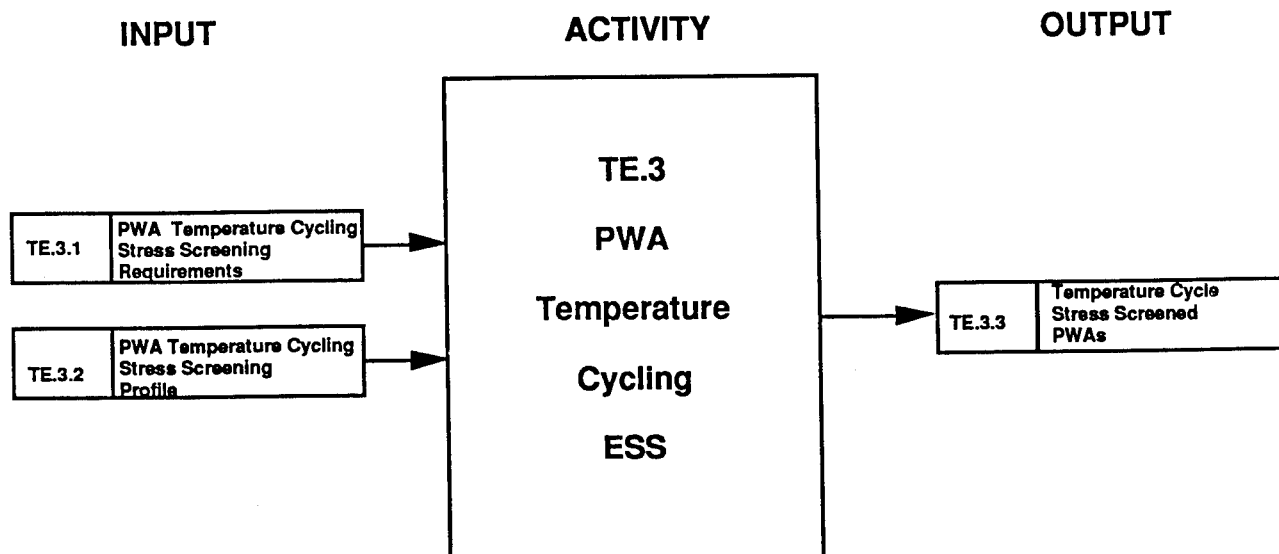 INPUT
ACTIVITY
OUTPUT
TE.3.1
PWA Temperature Cycling
Stress Screening
Requirements
TE.3.2
PWA Temperature Cycling
Stress Screening
Profile
TE.3
PWA
Temperature
Cycling
ESS
TE.3.3
Temperature Cycle
Stress Screened
PWAs